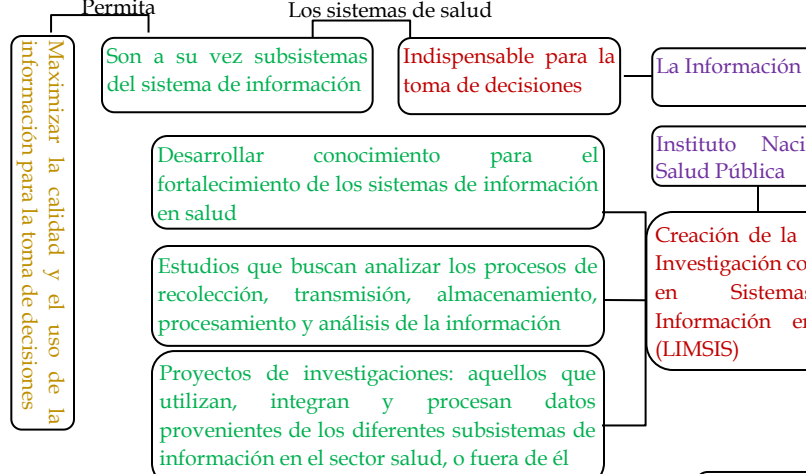 Permita
Los sistemas de salud
Maximizar la calidad y el uso de la
información para la toma de decisiones
Son a su vez subsistemas
del sistema de información
Indispensable para la
toma de decisiones
La Información
Desarrollar conocimiento para el
fortalecimiento de los sistemas de información
en salud
Instituto
Salud Pública
Estudios que buscan analizar los procesos de
recolección, transmisión, almacenamiento,
procesamiento y análisis de la información
Creación de la
Investigación
en Sistemas
Información
(LIMSIS)
Proyectos de investigaciones: aquellos que
utilizan, integran y procesan datos
provenientes de los diferentes subsistemas de
información en el sector salud, o fuera de él